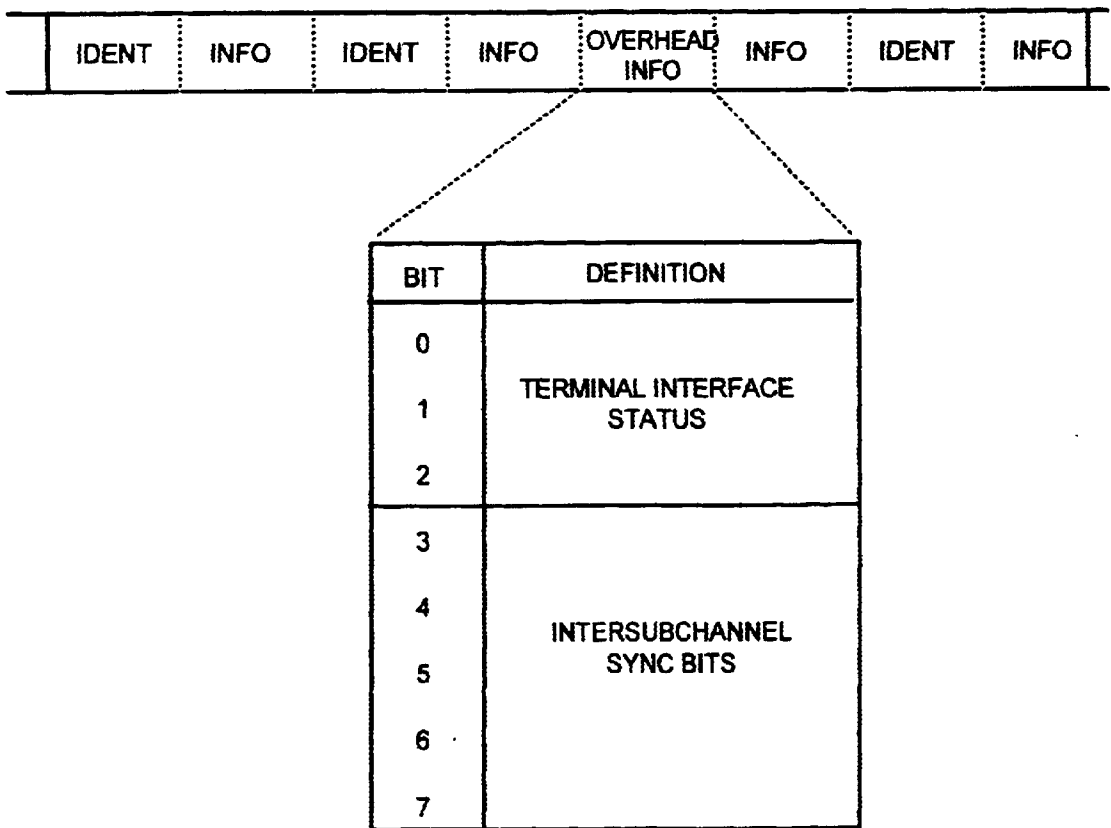 IDENT INFO IDENT INFO OVERHEAD INFO INFO IDENT INFO
BIT DEFINITION
0
1
2
TERMINAL INTERFACE
STATUS
3
4
5
6
7
INTERSUBCHANNEL
SYNC BITS